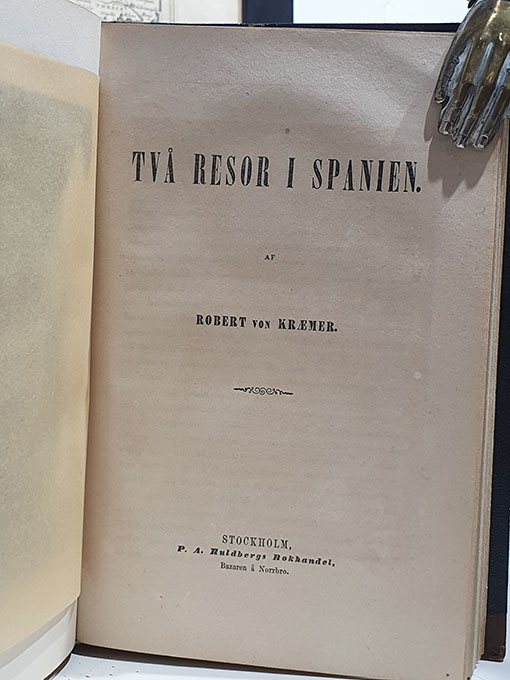 TVÅ RESOR I SPANIEN.
AF
ROBERT VON KRÆMER.
STOCKHOLM,
P. A. Huldbergs Bokhandel,
Bazaren å Norrbro.